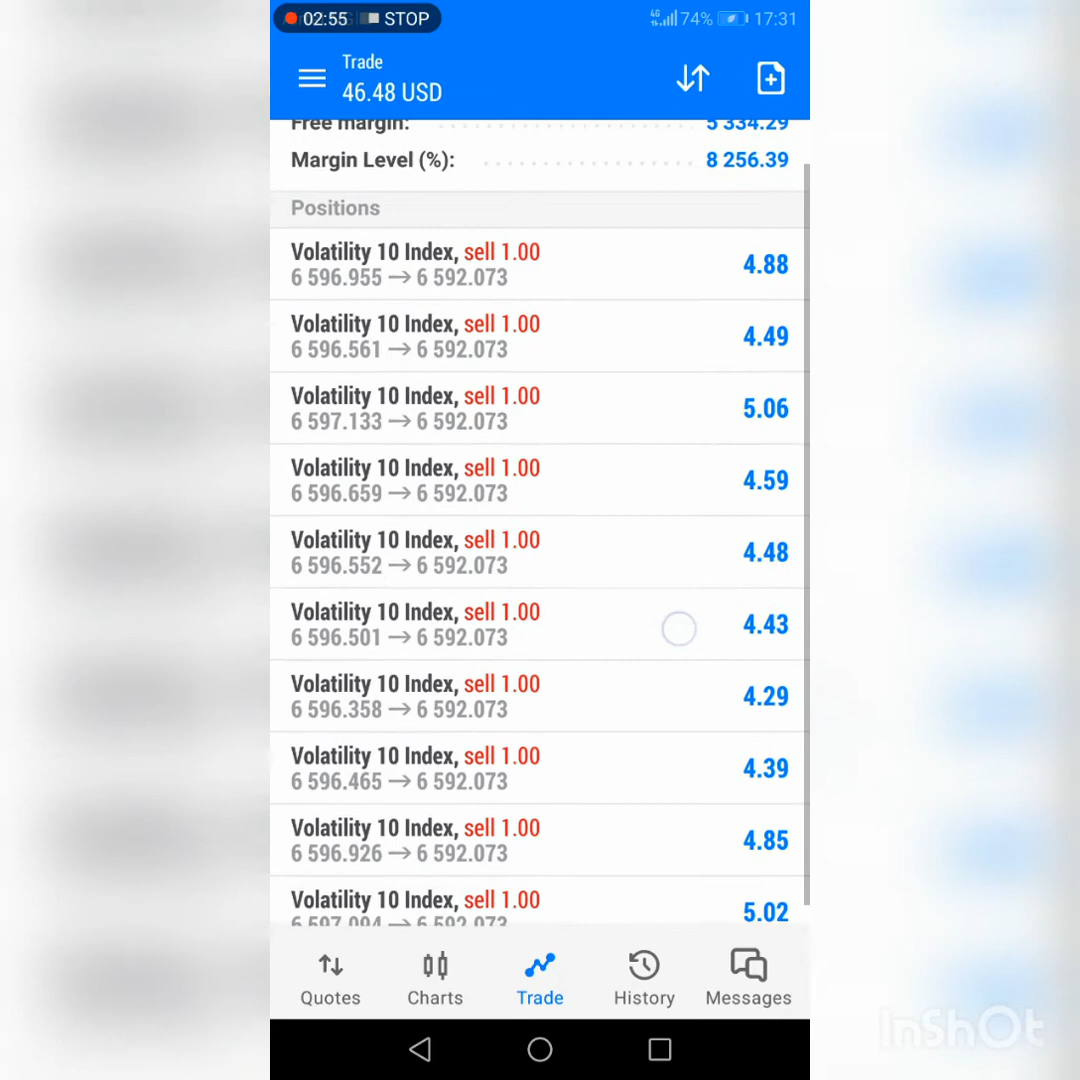 02:55 STOP 4G 74% 17:31
Trade
46.48 USD
Free margin: 5 334.29
Margin Level (%): 8 256.39
Positions
Volatility 10 Index, sell 1.00
6 596.955 → 6 592.073 4.88
Volatility 10 Index, sell 1.00
6 596.561 → 6 592.073 4.49
Volatility 10 Index, sell 1.00
6 597.133 → 6 592.073 5.06
Volatility 10 Index, sell 1.00
6 596.659 → 6 592.073 4.59
Volatility 10 Index, sell 1.00
6 596.552 → 6 592.073 4.48
Volatility 10 Index, sell 1.00
6 596.501 → 6 592.073 4.43
Volatility 10 Index, sell 1.00
6 596.358 → 6 592.073 4.29
Volatility 10 Index, sell 1.00
6 596.465 → 6 592.073 4.39
Volatility 10 Index, sell 1.00
6 596.926 → 6 592.073 4.85
Volatility 10 Index, sell 1.00
6 597.094 → 6 592.073 5.02
Quotes Charts Trade History Messages
InShOt